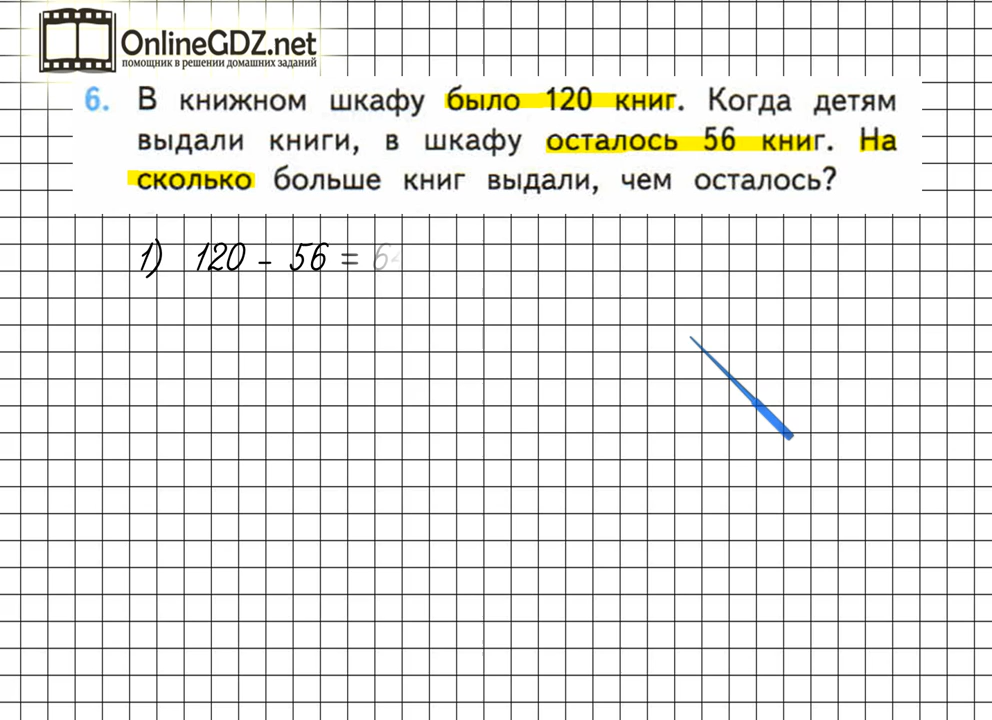 OnlineGDZ.net
помощник в решении домашних заданий
6. В книжном шкафу было 120 книг. Когда детям
выдали книги, в шкафу осталось 56 книг. На
сколько больше книг выдали, чем осталось?
1) 120 - 56 = 64